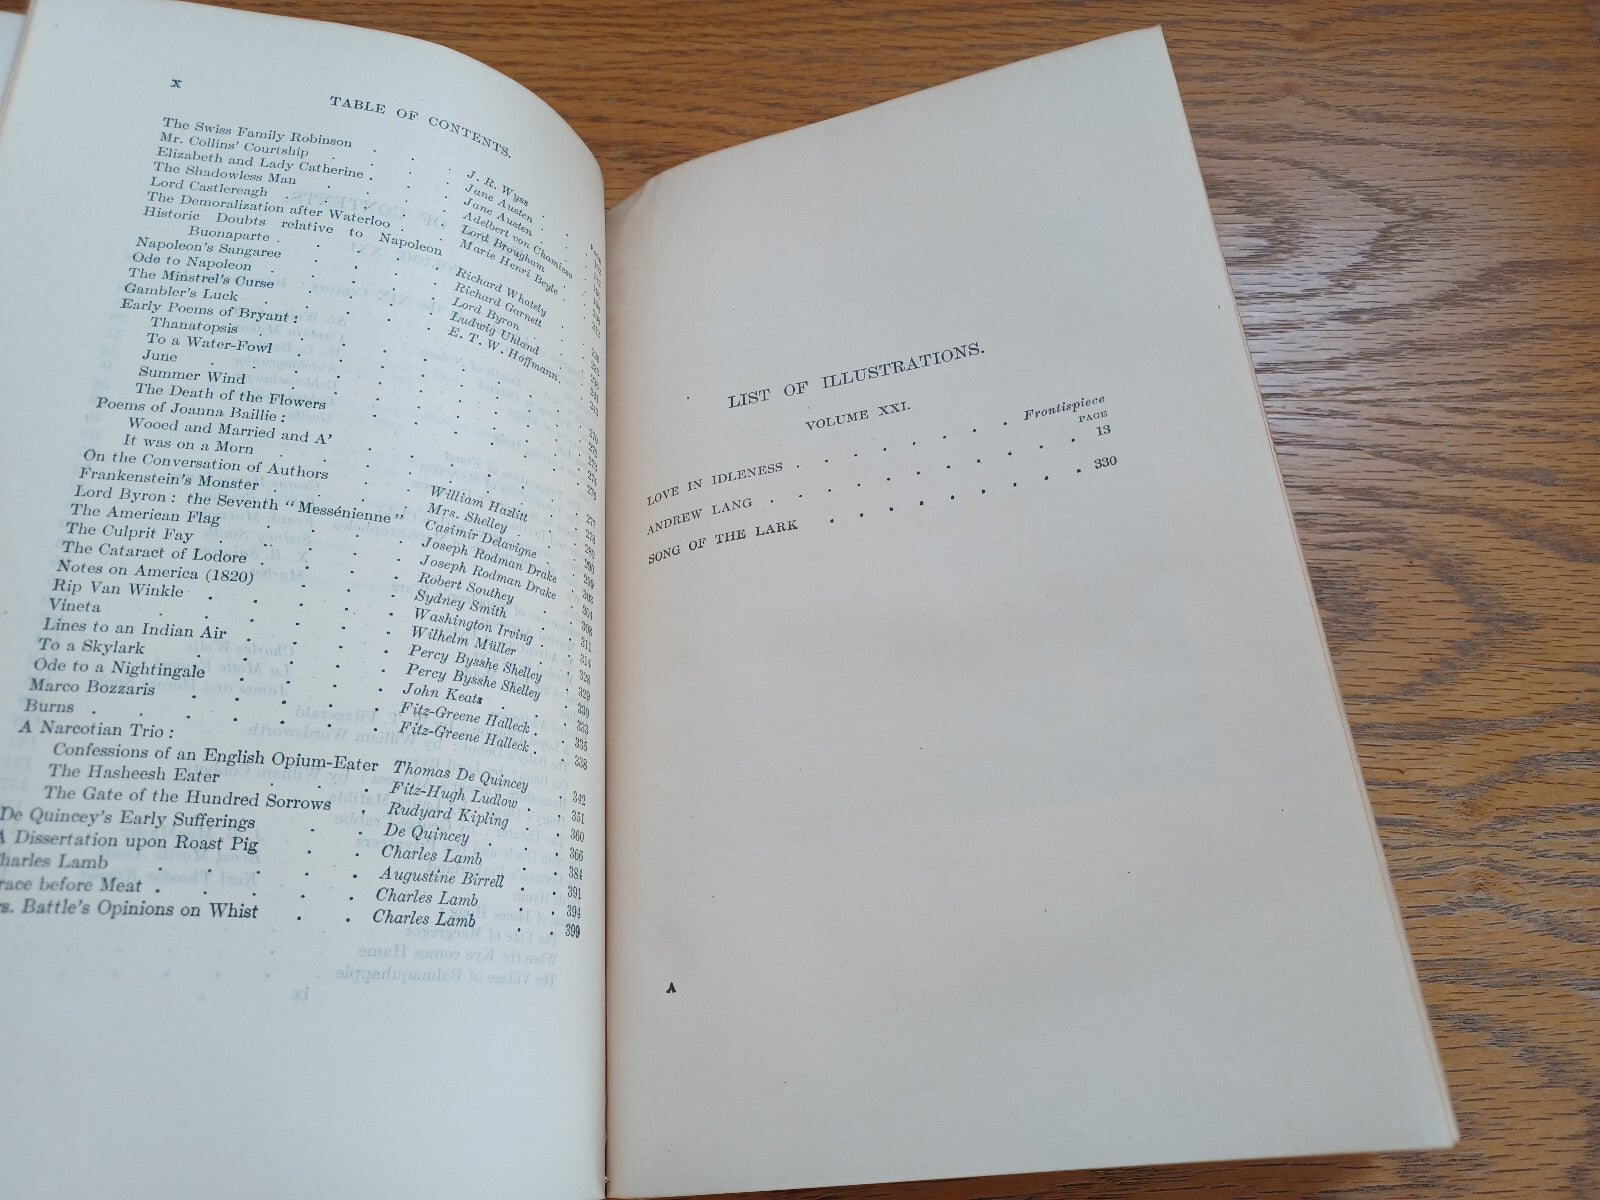 x
TABLE OF CONTENTS.
The Swiss Family Robinson J. R. Wyss
Mr. Collins' Courtship Jane Austen
Elizabeth and Lady Catherine Jane Austen
The Shadowless Man Adelbert von Chamisso
Lord Castlereagh Lord Brougham
The Demoralization after Waterloo Marie Henri Beyle
Historic Doubts relative to Napoleon
Buonaparte Richard Whately
Napoleon's Sangaree Richard Garnett
Ode to Napoleon Lord Byron
The Minstrel's Curse Ludwig Uhland
Gambler's Luck E. T. W. Hoffmann.
Early Poems of Bryant:
Thanatopsis
To a Water-Fowl
June
Summer Wind
The Death of the Flowers
Poems of Joanna Baillie:
Wooed and Married and A'
It was on a Morn
On the Conversation of Authors William Hazlitt 277
Frankenstein's Monster Mrs. Shelley 278
Lord Byron: the Seventh "Messénienne" Casimir Delavigne
The American Flag Joseph Rodman Drake
The Culprit Fay Joseph Rodman Drake
The Cataract of Lodore Robert Southey
Notes on America (1820) Sydney Smith 308
Rip Van Winkle Washington Irving 311
Vineta Wilhelm Müller
Lines to an Indian Air Percy Bysshe Shelley 328
To a Skylark Percy Bysshe Shelley 329
Ode to a Nightingale John Keats 330
Marco Bozzaris Fitz-Greene Halleck
Burns Fitz-Greene Halleck 335
A Narcotian Trio:
Confessions of an English Opium-Eater Thomas De Quincey 342
The Hasheesh Eater Fitz-Hugh Ludlow 351
The Gate of the Hundred Sorrows Rudyard Kipling 360
De Quincey's Early Sufferings De Quincey 366
A Dissertation upon Roast Pig Charles Lamb 384
harles Lamb Augustine Birrell 391
race before Meat Charles Lamb 394
s. Battle's Opinions on Whist Charles Lamb 399
LIST OF ILLUSTRATIONS.
VOLUME XXI.
LOVE IN IDLENESS Frontispiece
PAGE
ANDREW LANG 13
SONG OF THE LARK 330
A